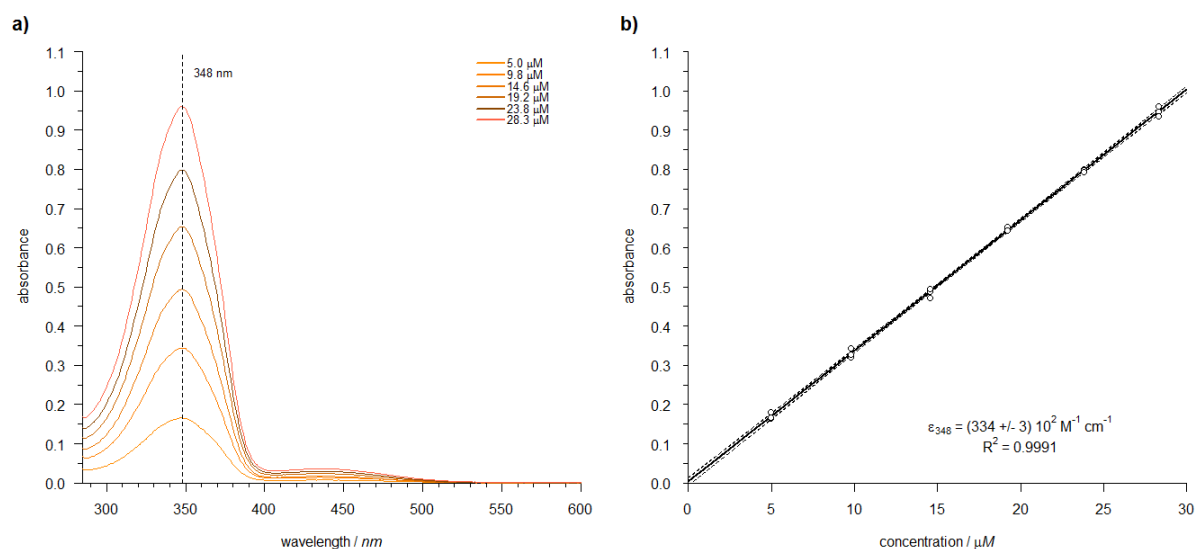 a)
1.1
1.0
0.9
0.8
0.7
0.6
0.5
0.4
0.3
0.2
0.1
0.0
absorbance
348 nm
5.0 μM
9.8 μM
14.6 μM
19.2 μM
23.8 μM
28.3 μM
300 350 400 450 500 550 600
wavelength / nm
b)
1.1
1.0
0.9
0.8
0.7
0.6
0.5
0.4
0.3
0.2
0.1
0.0
absorbance
ε348 = (334 +/- 3) 10² M⁻¹ cm⁻¹
R² = 0.9991
0 5 10 15 20 25 30
concentration / μM